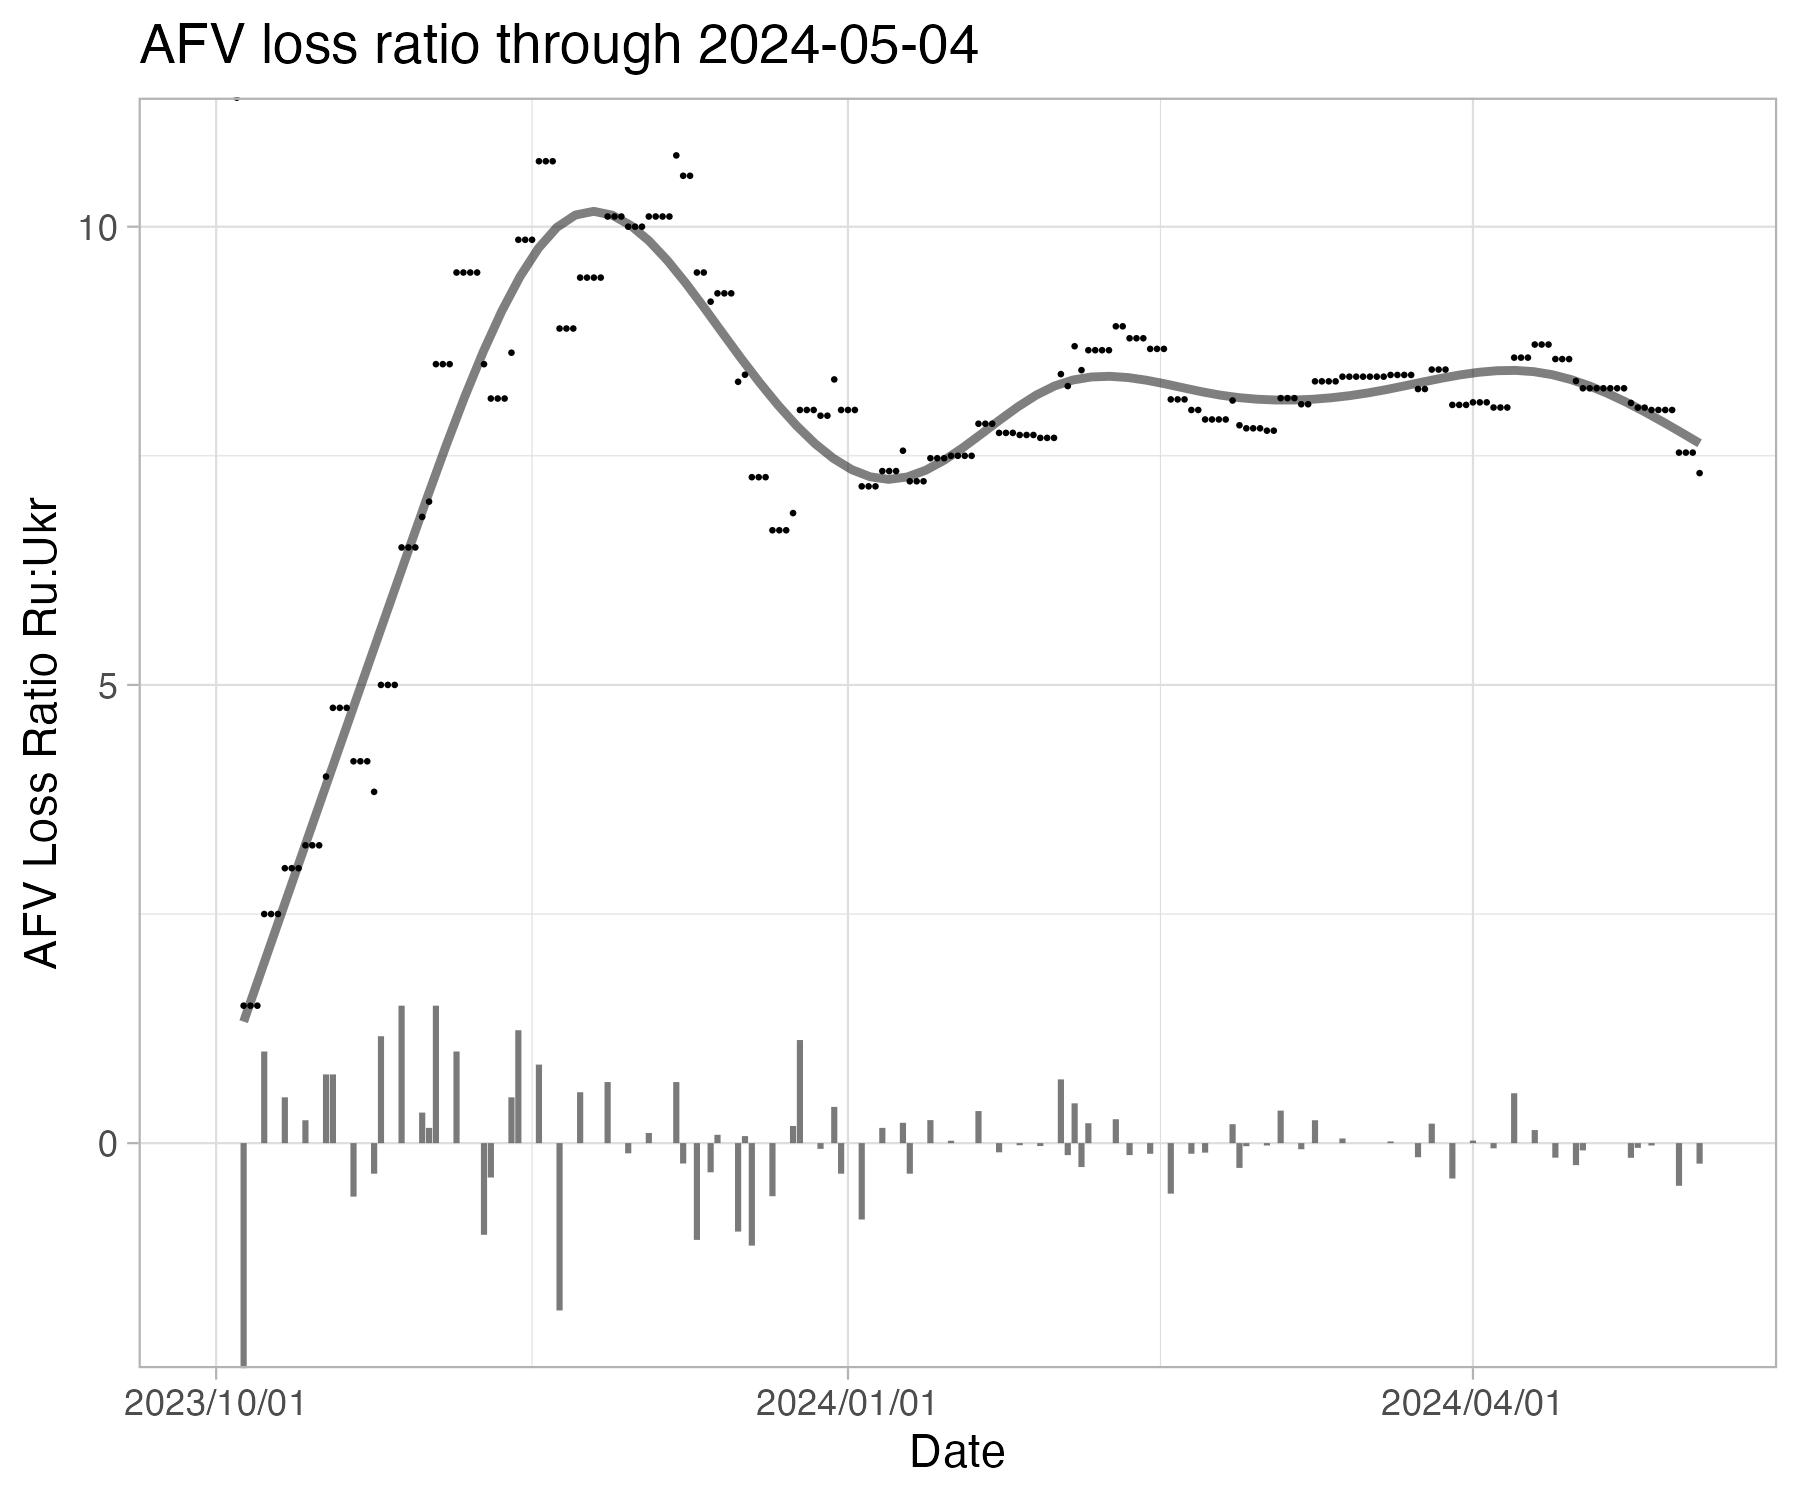 AFV loss ratio through 2024-05-04
AFV Loss Ratio Ru:Ukr
10
5
0
2023/10/01
2024/01/01
2024/04/01
Date